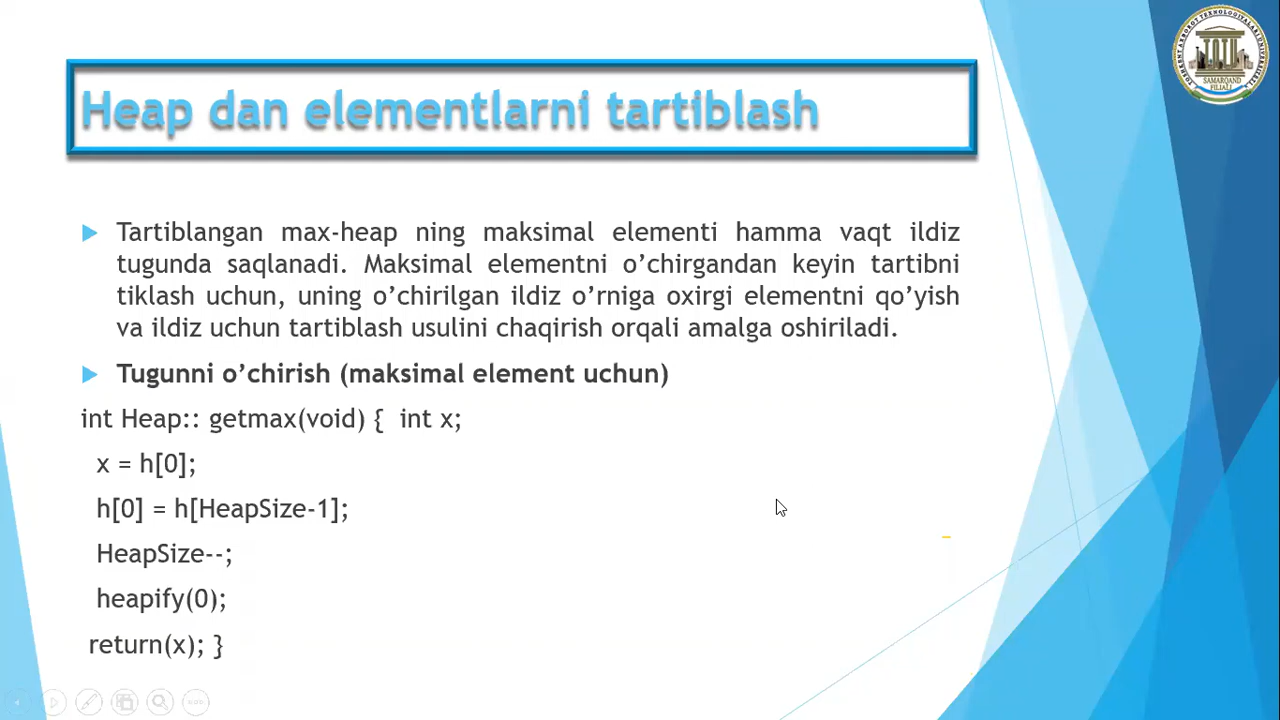 Heap dan elementlarni tartiblash
SAMARQAND
FILIALI
Tartiblangan max-heap ning maksimal elementi hamma vaqt ildiz
tugunda saqlanadi. Maksimal elementni o’chirgandan keyin tartibni
tiklash uchun, uning o’chirilgan ildiz o’rniga oxirgi elementni qo’yish
va ildiz uchun tartiblash usulini chaqirish orqali amalga oshiriladi.
Tugunni o’chirish (maksimal element uchun)
int Heap:: getmax(void) { int x;
x = h[0];
h[0] = h[HeapSize-1];
HeapSize--;
heapify(0);
return(x); }